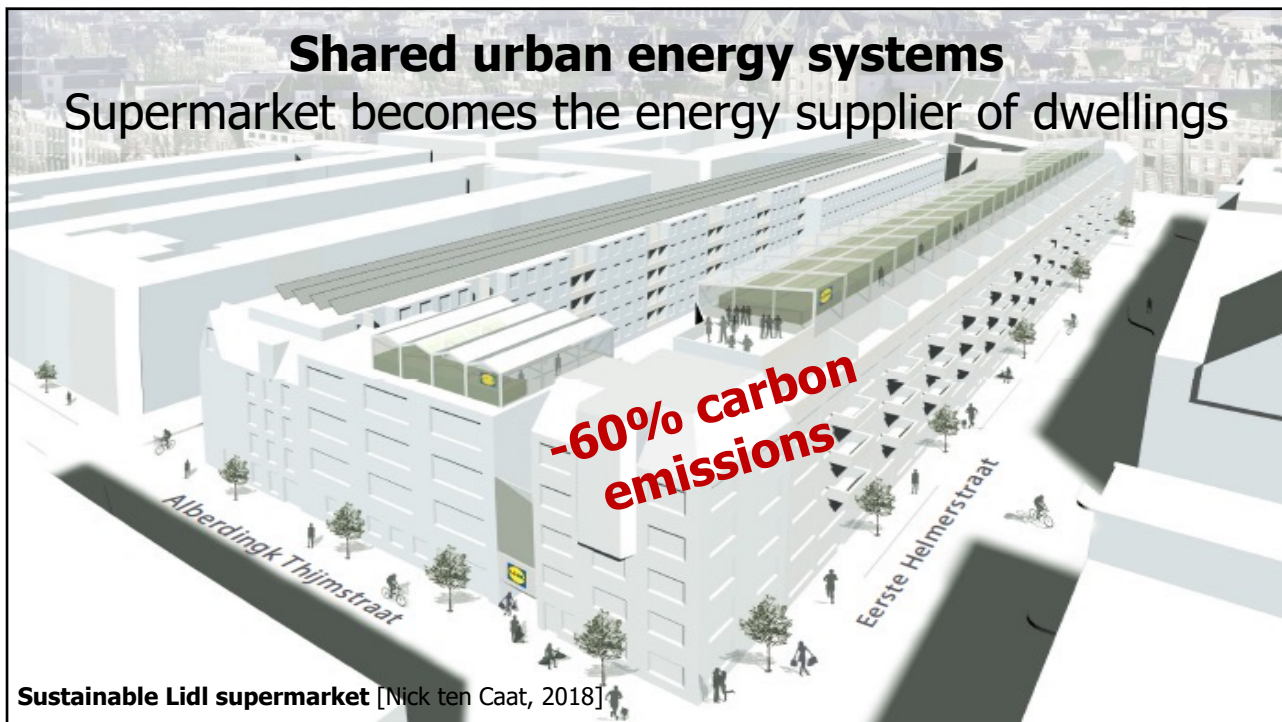 Shared urban energy systems
Supermarket becomes the energy supplier of dwellings
-60% carbon
emissions
Alberdingk Thijmstraat
Eerste Helmerstraat
Sustainable Lidl supermarket [Nick ten Caat, 2018]